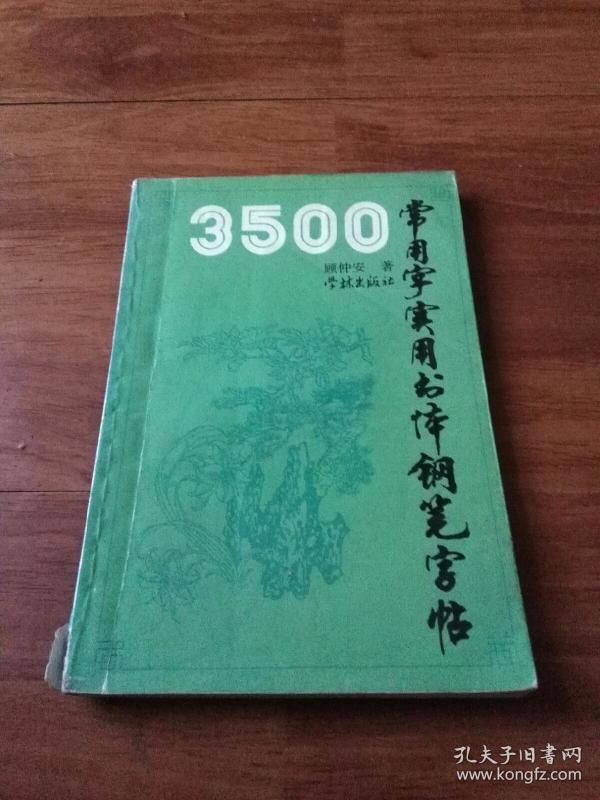 3500
常用字实用书体钢笔字帖
顾仲安 著
学林出版社
孔夫子旧书网
www.kongfz.com